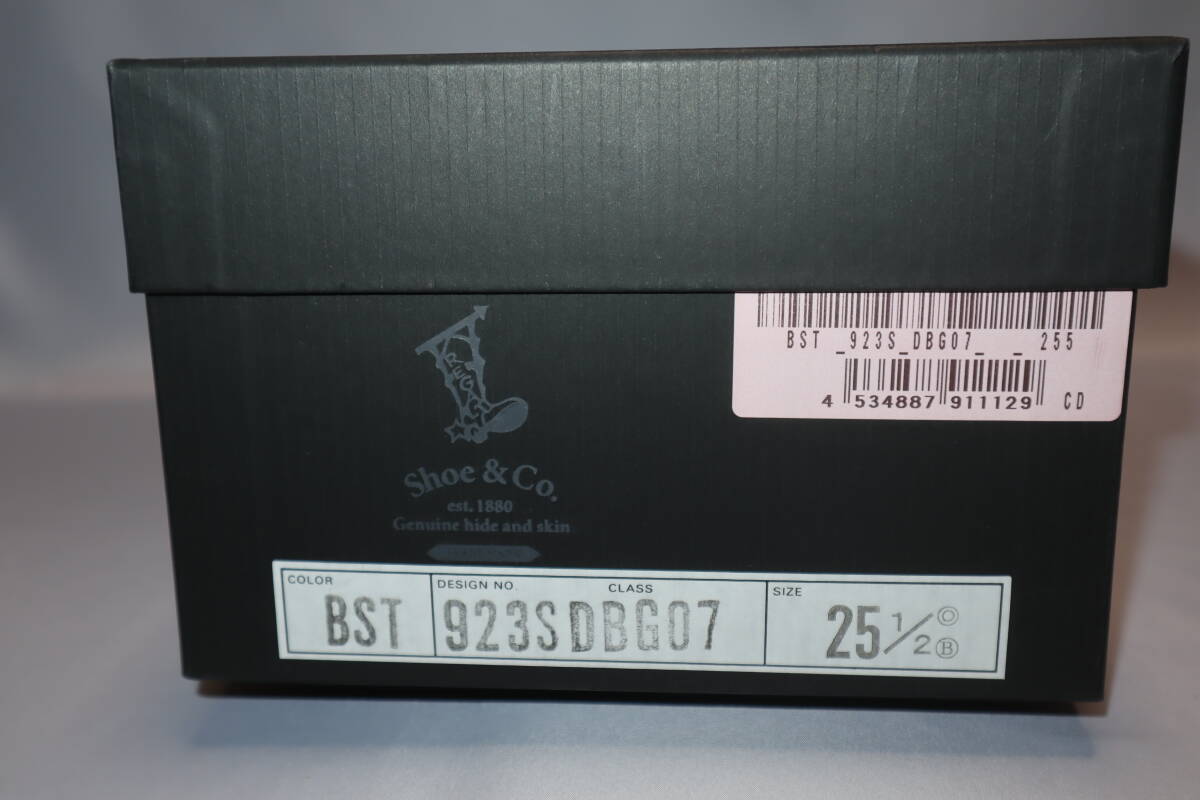 BST _923S_DBG07_ _ 255
4 534887 911129 CD
REGAL
Shoe & Co.
est. 1880
Genuine hide and skin
COLOR DESIGN NO. CLASS SIZE
BST 923SDBG07 25 1/2 B